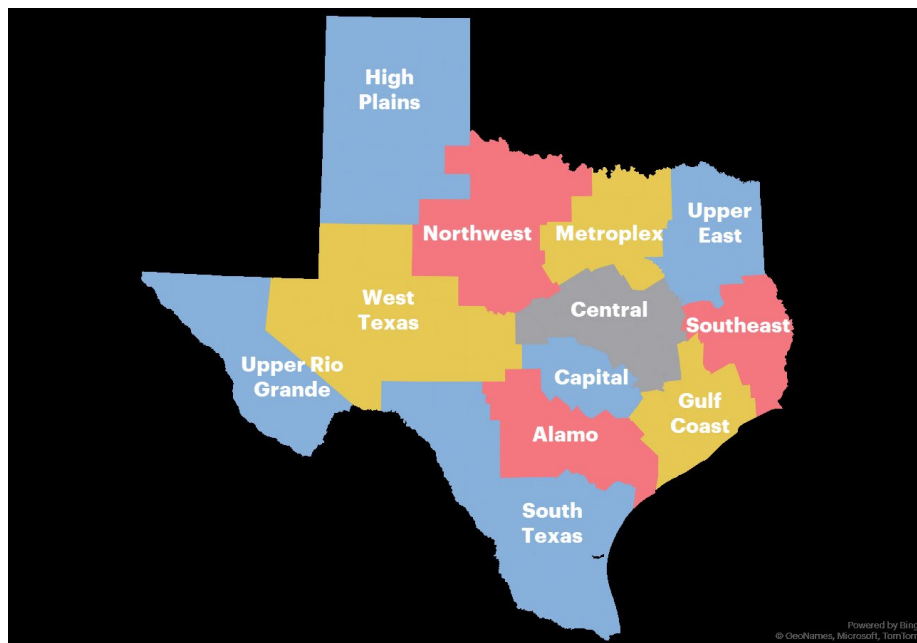 High
Plains
Northwest
Metroplex
Upper
East
West
Texas
Central
Southeast
Upper Rio
Grande
Capital
Gulf
Coast
Alamo
South
Texas
Powered by Bing
© GeoNames, Microsoft, TomTom